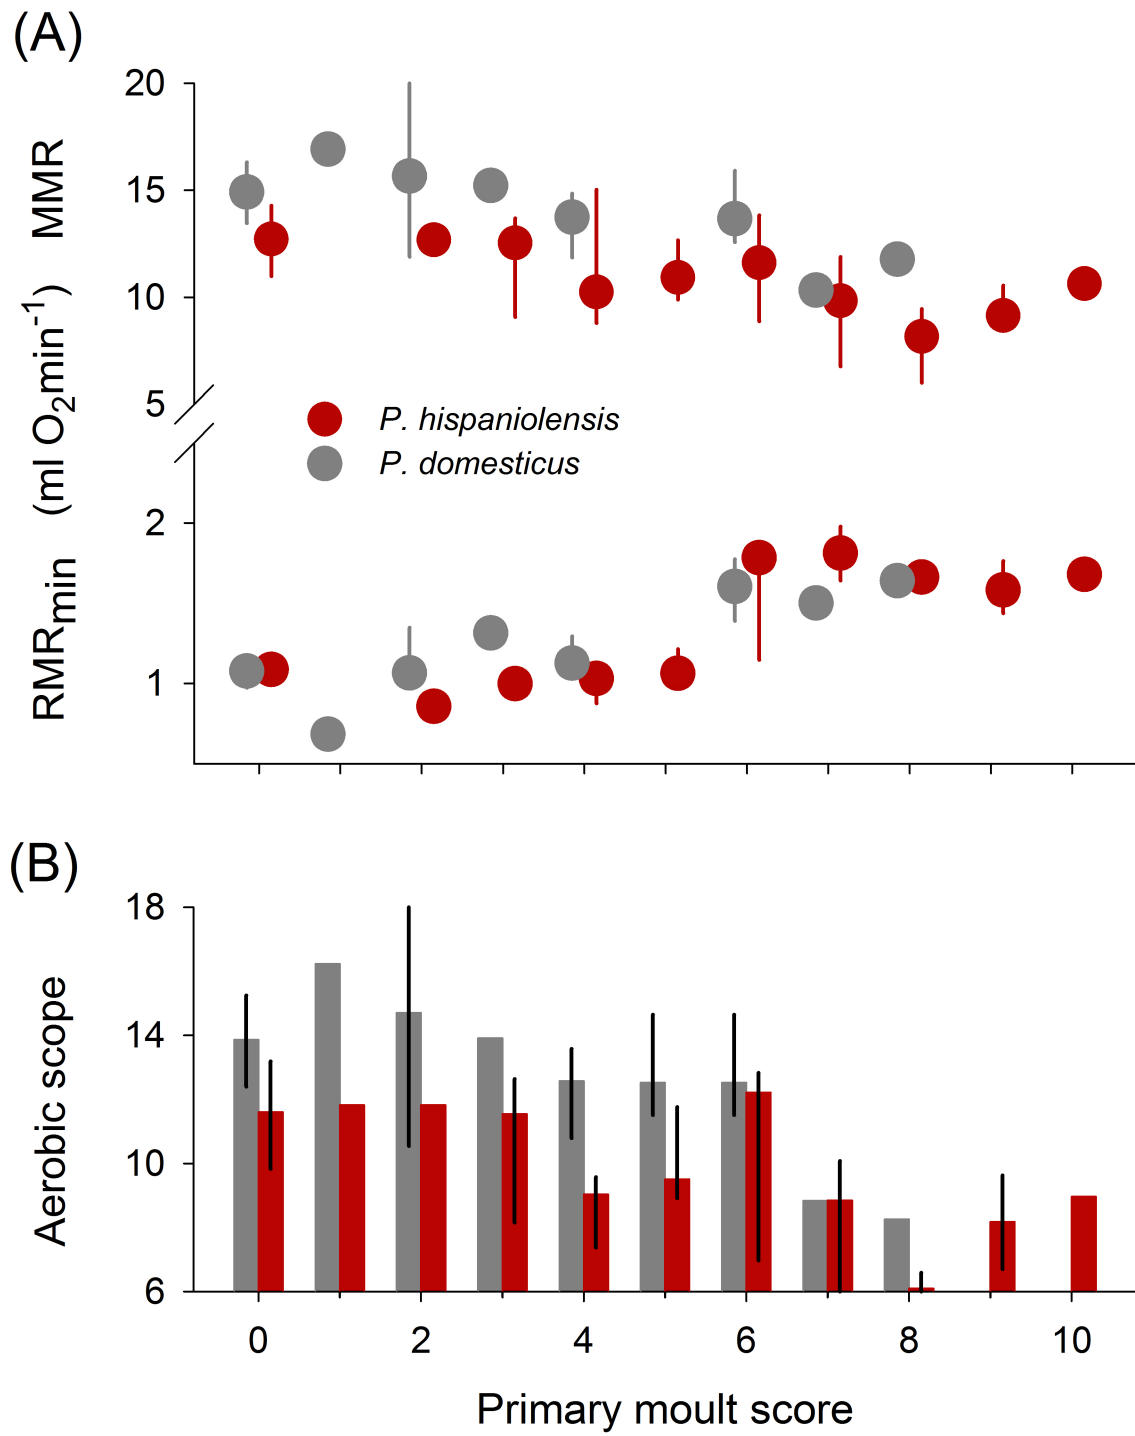 (A)
20
15
10
5
MMR
(ml O2min-1)
RMRmin
P. hispaniolensis
P. domesticus
2
1
(B)
18
14
10
6
Aerobic scope
0 2 4 6 8 10
Primary moult score